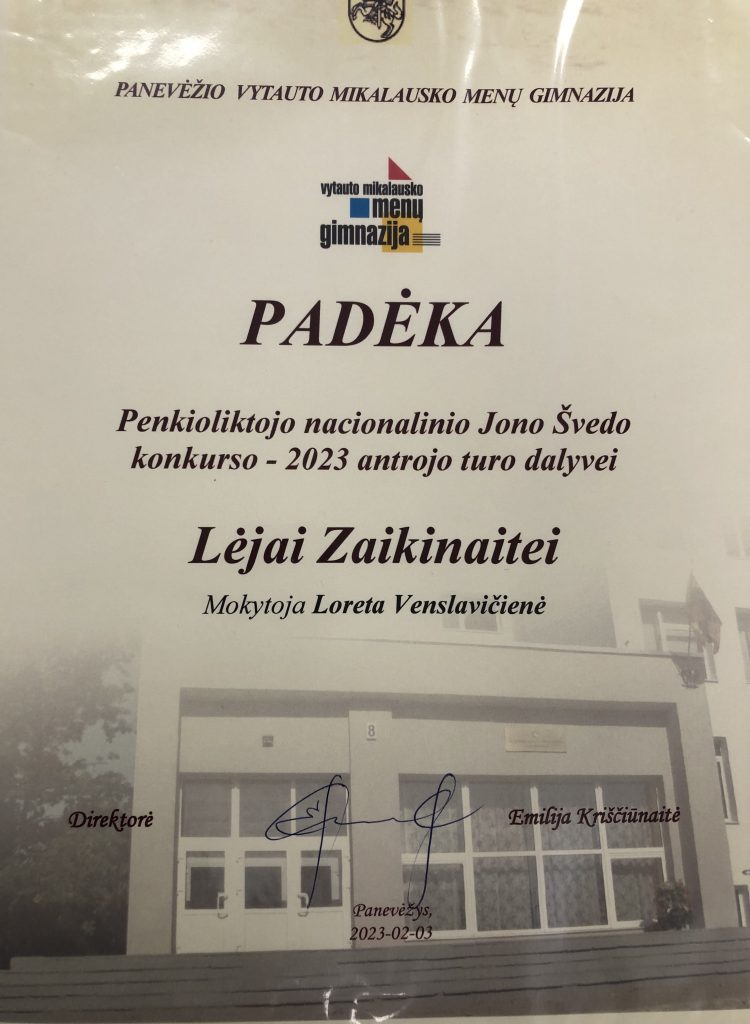 PANEVĖŽIO VYTAUTO MIKALAUSKO MENŲ GIMNAZIJA
vytauto mikalausko
menų
gimnazija
PADĖKA
Penkioliktojo nacionalinio Jono Švedo
konkurso - 2023 antrojo turo dalyvei
Lėjai Zaikinaitei
Mokytoja Loreta Venslavičienė
8
Direktorė
Emilija Kriščiūnaitė
Panevėžys,
2023-02-03